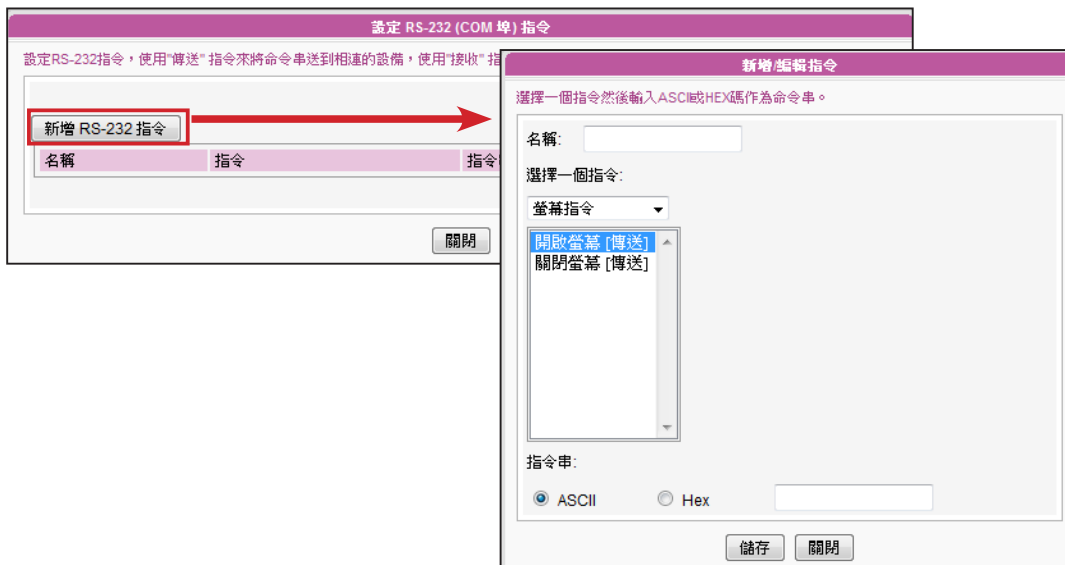 設定 RS-232 (COM 埠) 指令
設定RS-232指令，使用"傳送" 指令來將命令串送到相連的設備，使用"接收" 指
新增 RS-232 指令
名稱 指令 指令
關閉
新增/編輯指令
選擇一個指令然後輸入ASCII或HEX碼作為命令串。
名稱:
選擇一個指令:
螢幕指令
開啟螢幕 [傳送]
關閉螢幕 [傳送]
指令串:
ASCII Hex
儲存 關閉